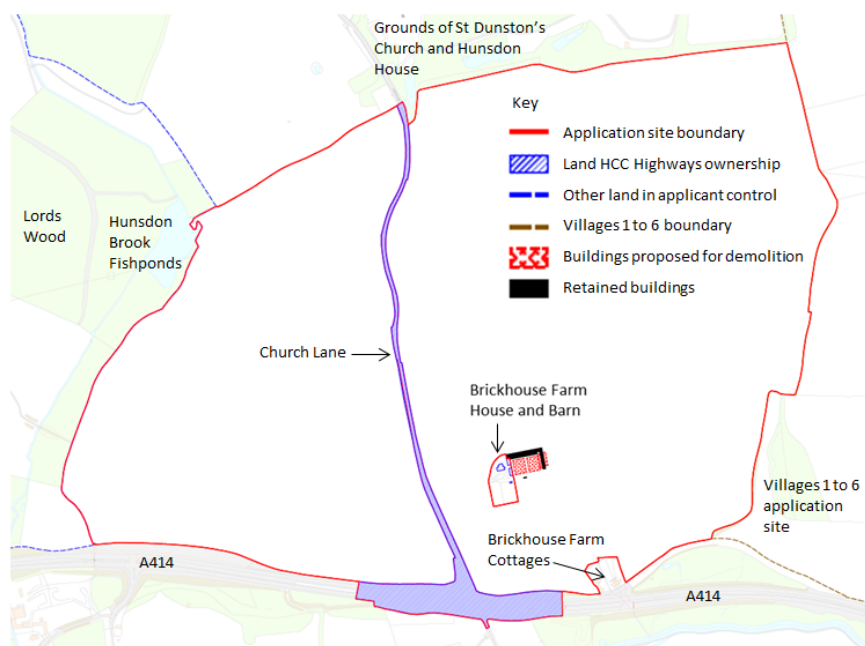 Grounds of St Dunston's
Church and Hunsdon
House
Key
Application site boundary
Land HCC Highways ownership
Other land in applicant control
Villages 1 to 6 boundary
Buildings proposed for demolition
Retained buildings
Lords
Wood
Hunsdon
Brook
Fishponds
Church Lane
Brickhouse Farm
House and Barn
Villages 1 to 6
application
site
Brickhouse Farm
Cottages
A414
A414